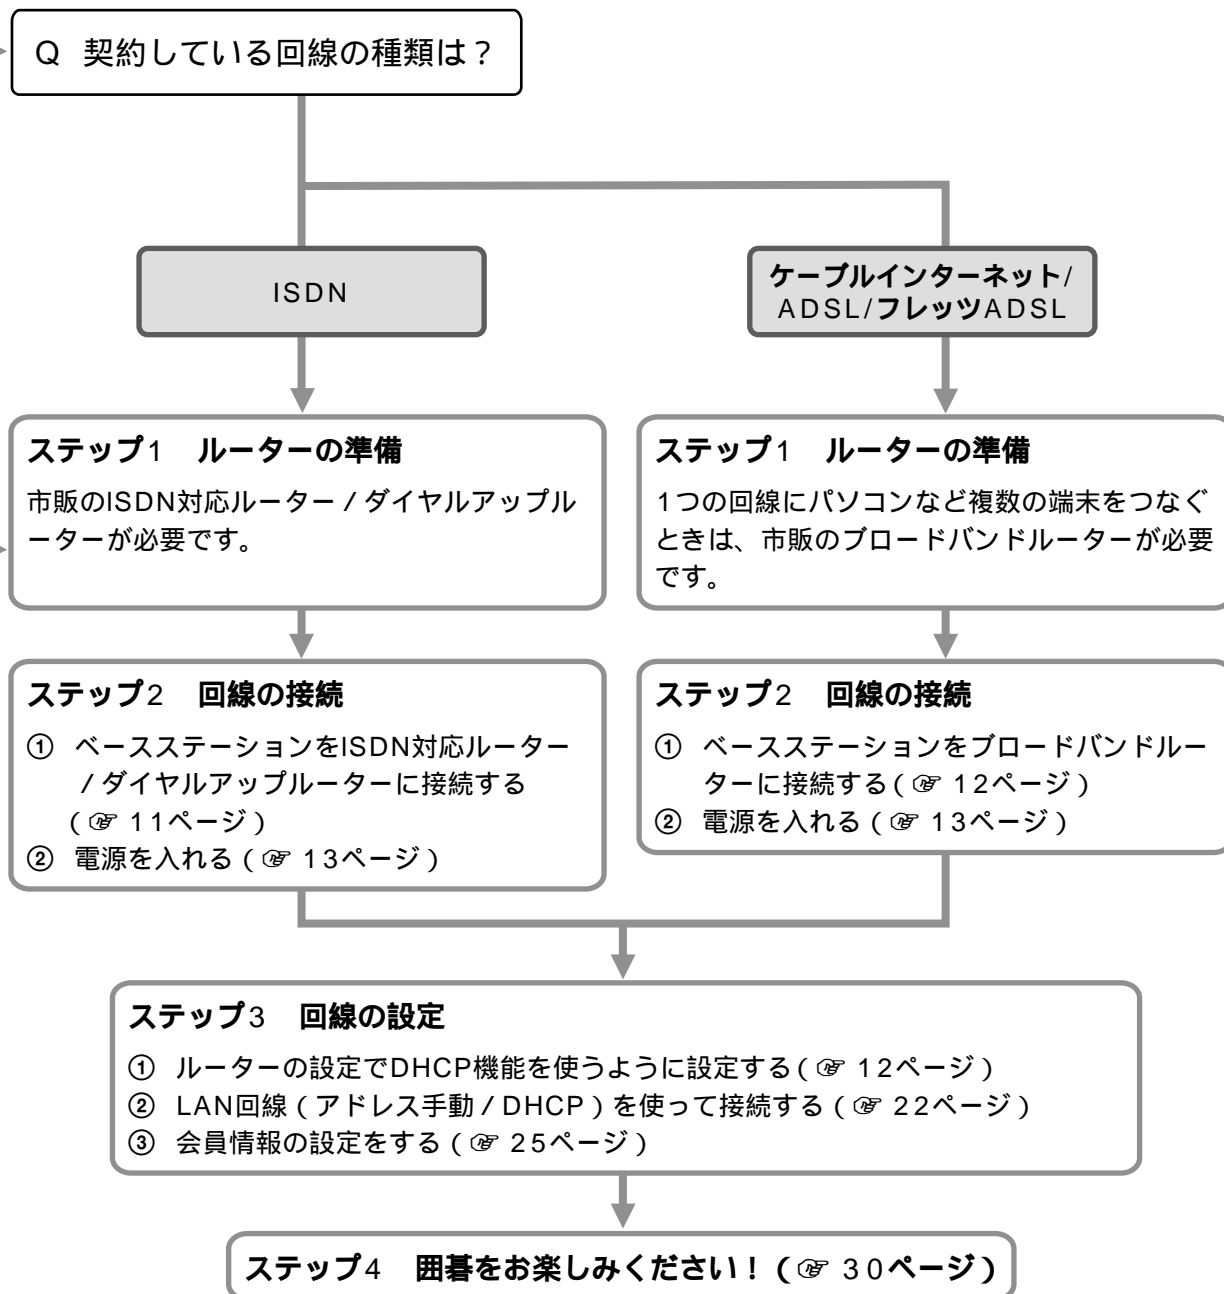 Q 契約している回線の種類は？
ISDN
ケーブルインターネット/
ADSL/フレッツADSL
ステップ1 ルーターの準備
市販のISDN対応ルーター／ダイヤルアップル
ーターが必要です。
ステップ1 ルーターの準備
1つの回線にパソコンなど複数の端末をつなぐ
ときは、市販のブロードバンドルーターが必要
です。
ステップ2 回線の接続
① ベースステーションをISDN対応ルーター
／ダイヤルアップルーターに接続する
（☞ 11ページ）
② 電源を入れる（☞ 13ページ）
ステップ2 回線の接続
① ベースステーションをブロードバンドルー
ターに接続する（☞ 12ページ）
② 電源を入れる（☞ 13ページ）
ステップ3 回線の設定
① ルーターの設定でDHCP機能を使うように設定する（☞ 12ページ）
② LAN回線（アドレス手動／DHCP）を使って接続する（☞ 22ページ）
③ 会員情報の設定をする（☞ 25ページ）
ステップ4 囲碁をお楽しみください！（☞ 30ページ）